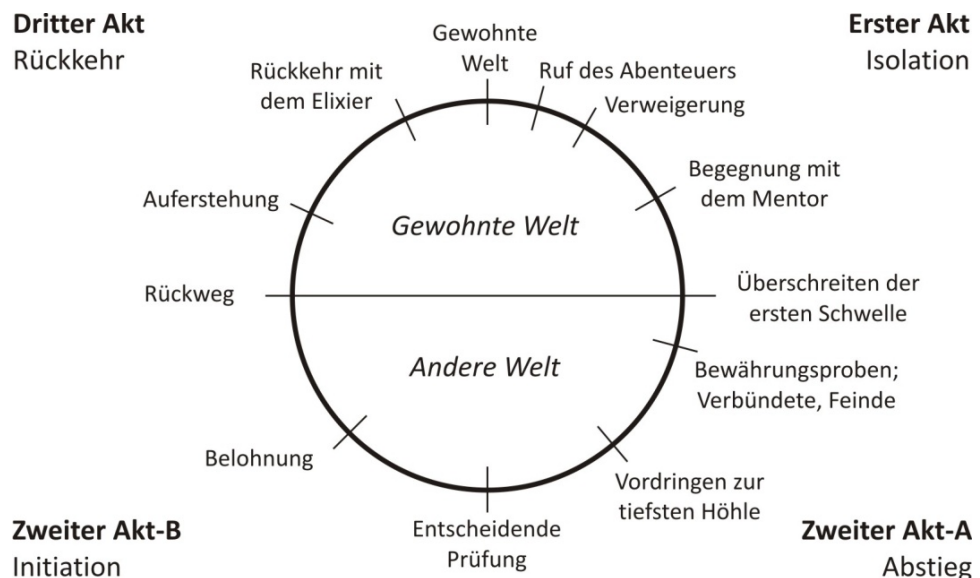 Dritter Akt
Rückkehr
Erster Akt
Isolation
Gewohnte
Welt
Ruf des Abenteuers
Verweigerung
Begegnung mit
dem Mentor
Überschreiten der
ersten Schwelle
Bewährungsproben;
Verbündete, Feinde
Vordringen zur
tiefsten Höhle
Entscheidende
Prüfung
Belohnung
Rückweg
Auferstehung
Rückkehr mit
dem Elixier
Gewohnte Welt
Andere Welt
Zweiter Akt-B
Initiation
Zweiter Akt-A
Abstieg